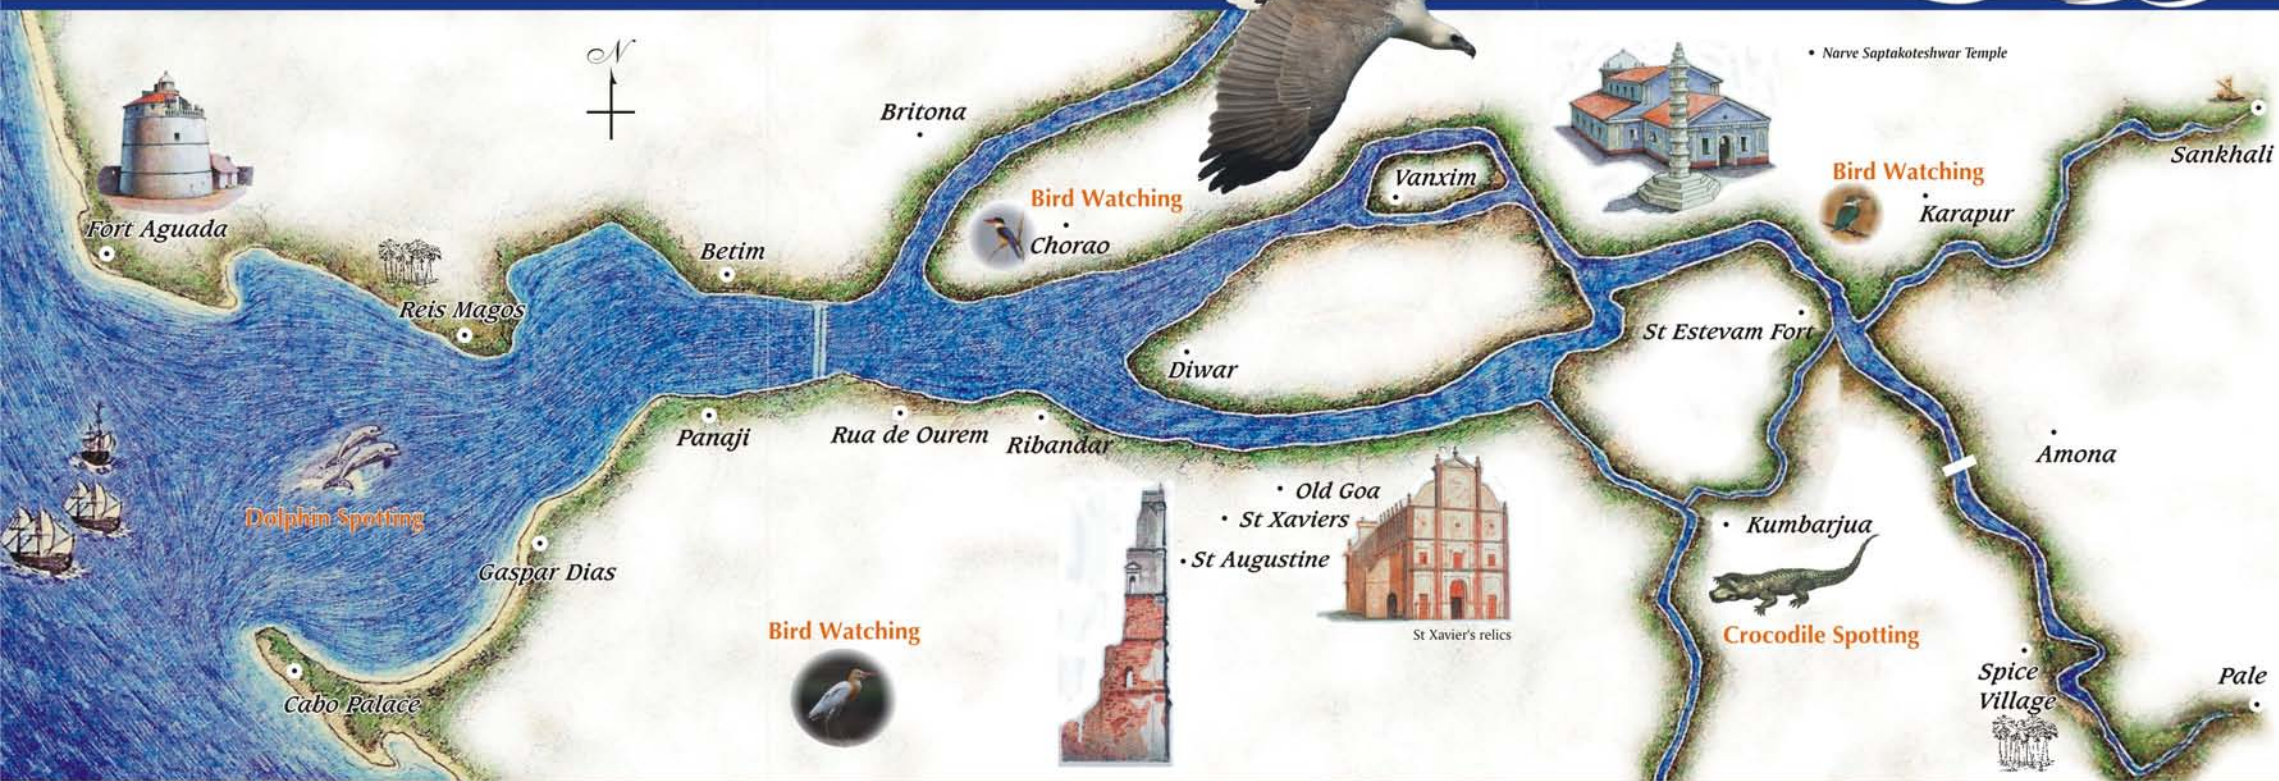 N
Narve Saptakoteshwar Temple
Britona
Sankhali
Bird Watching
Vanxim
Bird Watching
Karapur
Fort Aguada
Chorao
Betim
Reis Magos
St Estevam Fort
Diwar
Panaji
Rua de Ourem
Ribandar
Amona
Old Goa
St Xaviers
St Augustine
Dolphin Spotting
Kumbarjua
Gaspar Dias
Bird Watching
St Xavier's relics
Crocodile Spotting
Spice
Village
Pale
Cabo Palace